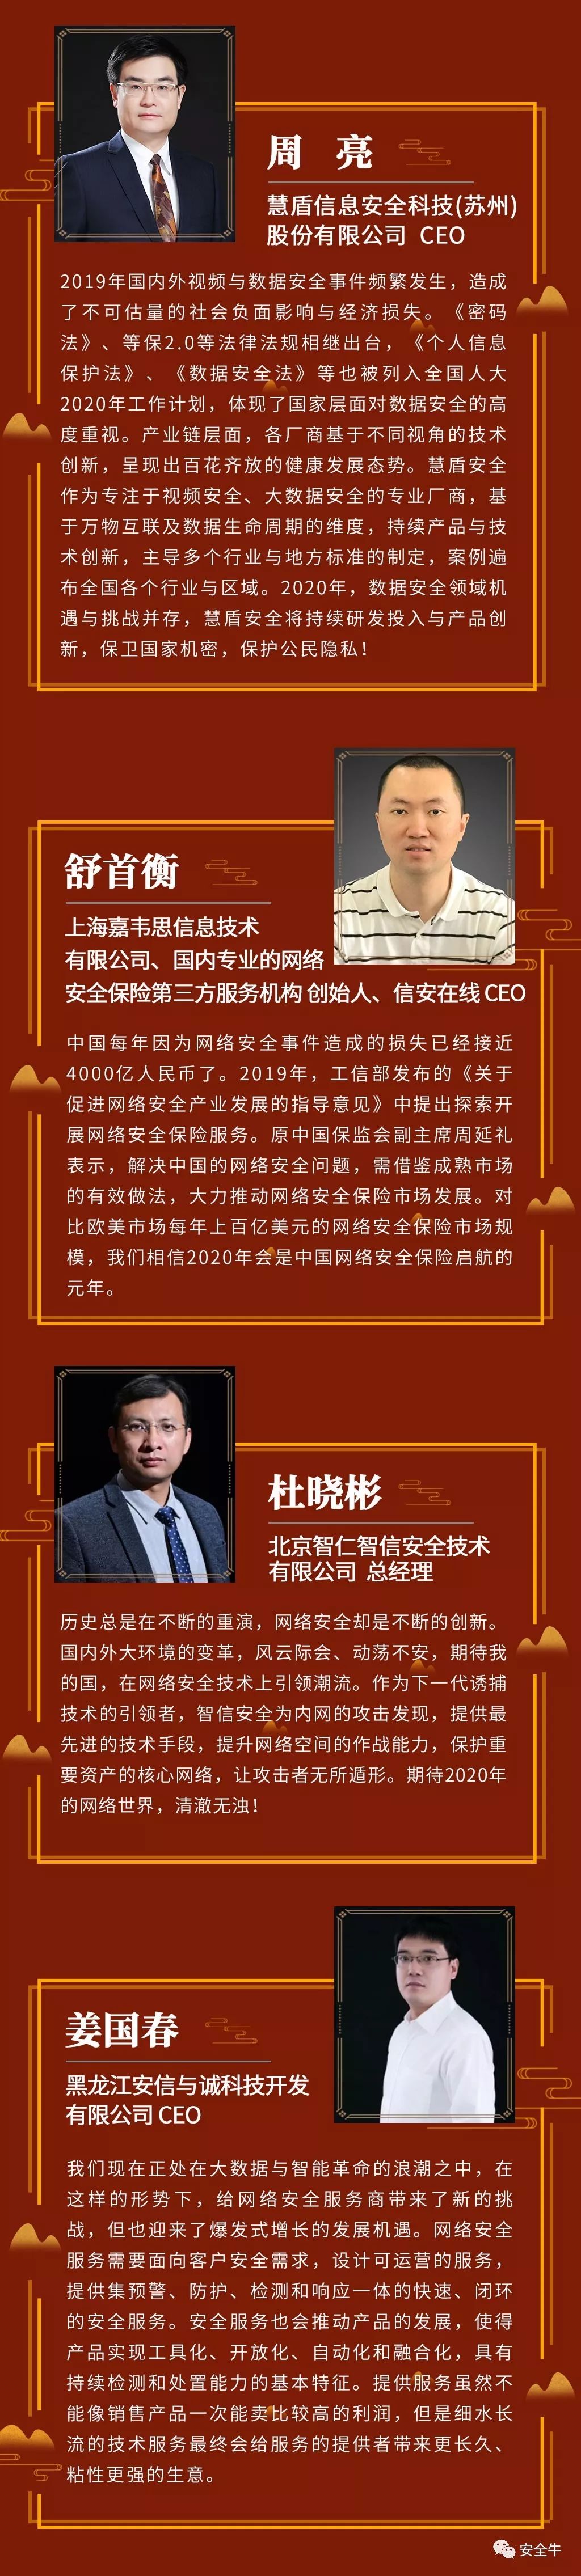 周 亮
慧盾信息安全科技(苏州)
股份有限公司 CEO
2019年国内外视频与数据安全事件频繁发生，造成
了不可估量的社会负面影响与经济损失。《密码
法》、等保2.0等法律法规相继出台，《个人信息
保护法》、《数据安全法》等也被列入全国人大
2020年工作计划，体现了国家层面对数据安全的高
度重视。产业链层面，各厂商基于不同视角的技术
创新，呈现出百花齐放的健康发展态势。慧盾安全
作为专注于视频安全、大数据安全的专业厂商，基
于万物互联及数据生命周期的维度，持续产品与技
术创新，主导多个行业与地方标准的制定，案例遍
布全国各个行业与区域。2020年，数据安全领域机
遇与挑战并存，慧盾安全将持续研发投入与产品创
新，保卫国家机密，保护公民隐私！
舒首衡
上海嘉韦思信息技术
有限公司、国内专业的网络
安全保险第三方服务机构 创始人、信安在线 CEO
中国每年因为网络安全事件造成的损失已经接近
4000亿人民币了。2019年，工信部发布的《关于
促进网络安全产业发展的指导意见》中提出探索开
展网络安全保险服务。原中国保监会副主席周延礼
表示，解决中国的网络安全问题，需借鉴成熟市场
的有效做法，大力推动网络安全保险市场发展。对
比欧美市场每年上百亿美元的网络安全保险市场规
模，我们相信2020年会是中国网络安全保险启航的
元年。
杜晓彬
北京智仁智信安全技术
有限公司 总经理
历史总是在不断的重演，网络安全却是不断的创新。
国内外大环境的变革，风云际会、动荡不安，期待我
的国，在网络安全技术上引领潮流。作为下一代诱捕
技术的引领者，智信安全为内网的攻击发现，提供最
先进的技术手段，提升网络空间的作战能力，保护重
要资产的核心网络，让攻击者无所遁形。期待2020年
的网络世界，清澈无浊！
姜国春
黑龙江安信与诚科技开发
有限公司 CEO
我们现在正处在大数据与智能革命的浪潮之中，在
这样的形势下，给网络安全服务商带来了新的挑
战，但也迎来了爆发式增长的发展机遇。网络安全
服务需要面向客户安全需求，设计可运营的服务，
提供集预警、防护、检测和响应一体的快速、闭环
的安全服务。安全服务也会推动产品的发展，使得
产品实现工具化、开放化、自动化和融合化，具有
持续检测和处置能力的基本特征。提供服务虽然不
能像销售产品一次能卖比较高的利润，但是细水长
流的技术服务最终会给服务的提供者带来更长久、
粘性更强的生意。
安全牛